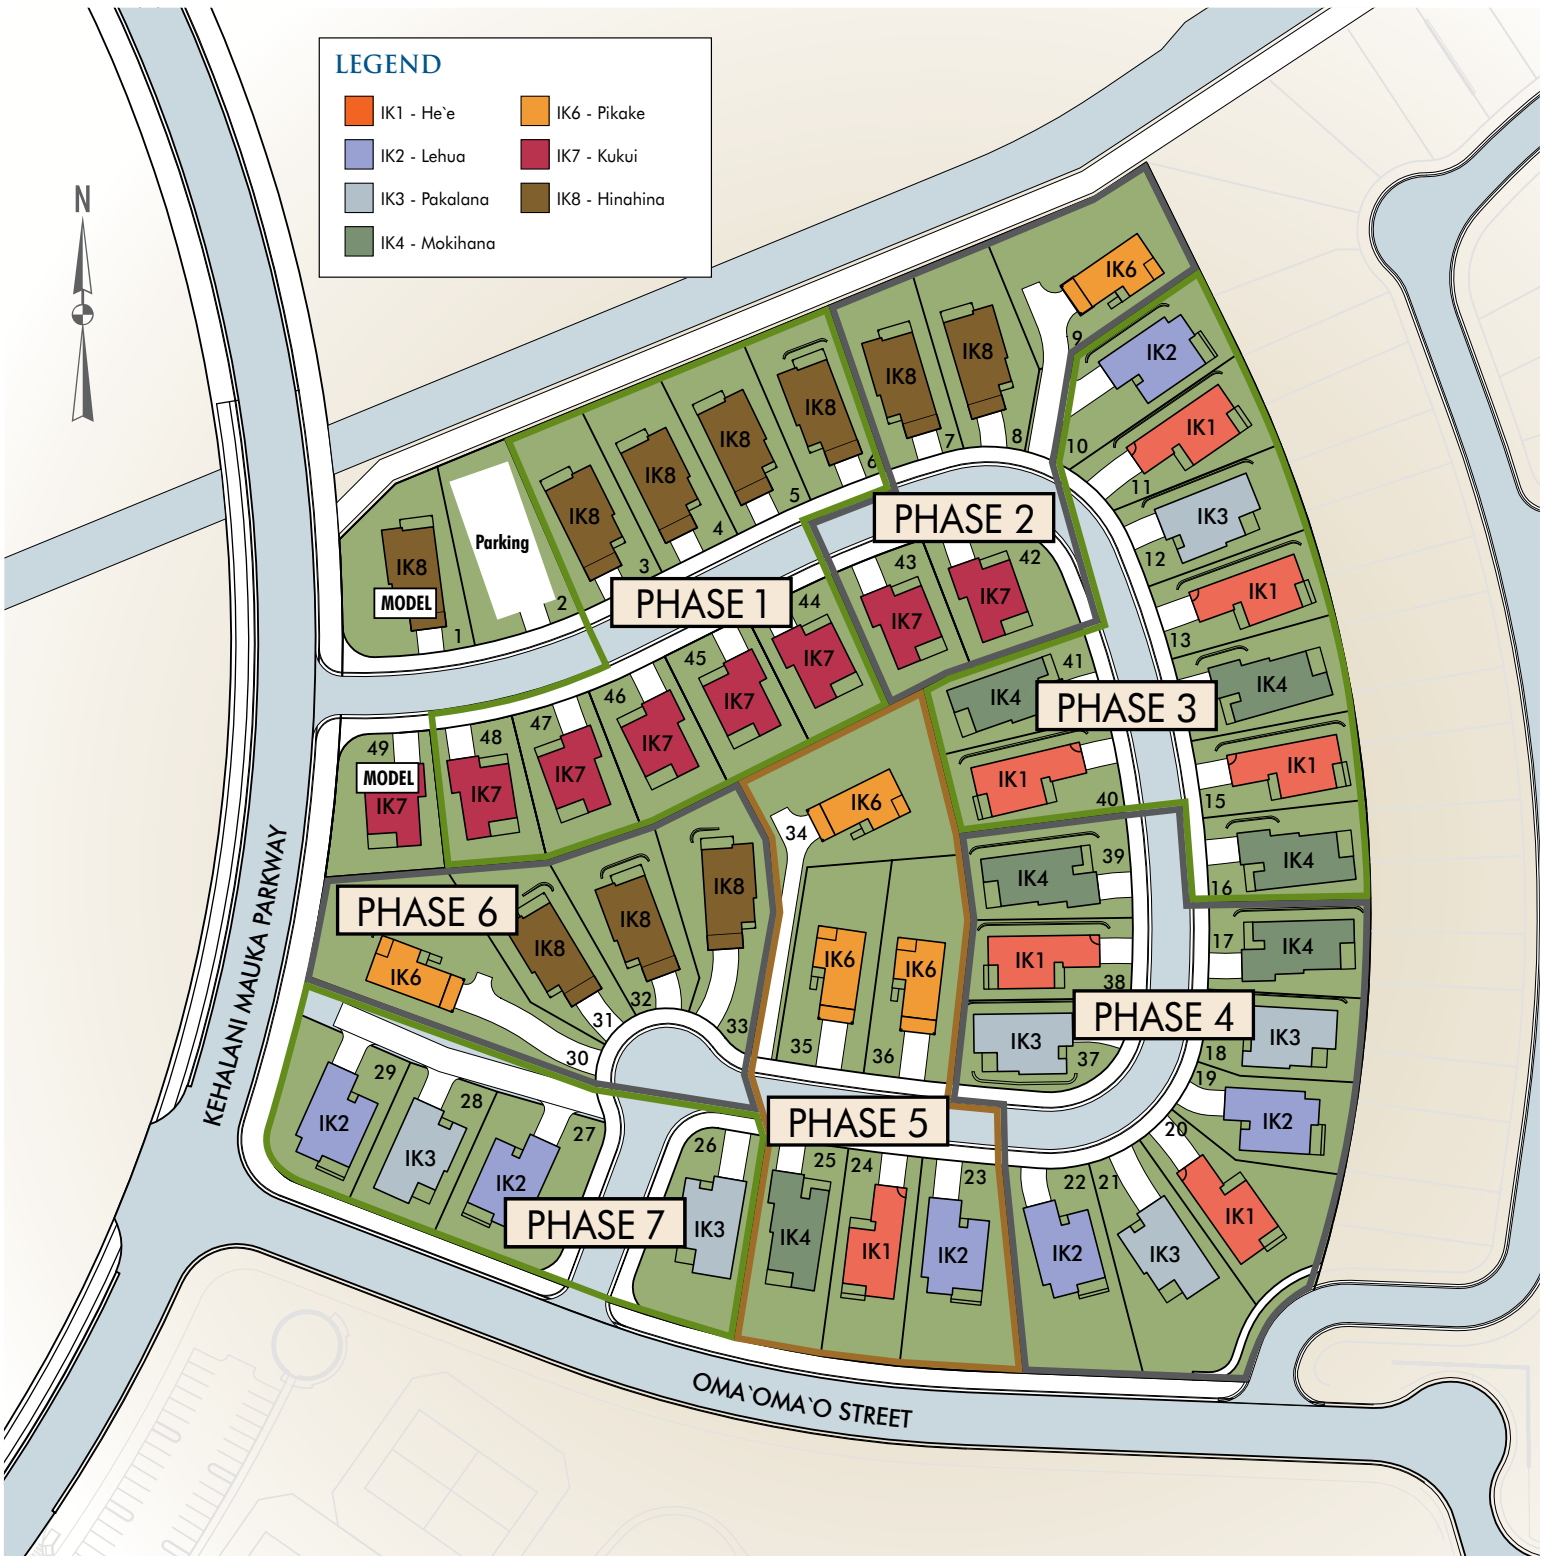 LEGEND
IK1 - He`e
IK2 - Lehua
IK3 - Pakalana
IK4 - Mokihana
IK6 - Pikake
IK7 - Kukui
IK8 - Hinahina
N
IK6
9
IK2
10
IK8
7
IK8
8
IK1
11
IK8
6
IK8
5
IK8
4
IK8
3
Parking
2
IK8
MODEL
1
PHASE 2
IK3
12
IK1
13
43
IK7
42
IK7
PHASE 1
44
IK7
45
IK7
46
IK7
47
IK7
48
IK7
49
MODEL
IK7
41
IK4
PHASE 3
IK4
IK1
40
IK1
15
IK4
16
34
IK6
39
IK4
IK4
17
IK1
38
PHASE 4
IK3
37
IK3
18
19
IK2
20
IK1
PHASE 6
IK6
30
IK8
31
IK8
32
IK8
33
IK6
35
IK6
36
PHASE 5
IK2
29
IK3
28
IK2
27
PHASE 7
26
IK3
25
IK4
24
IK1
23
IK2
22
IK2
21
IK3
KEHALANI MAUKA PARKWAY
OMA`OMA`O STREET